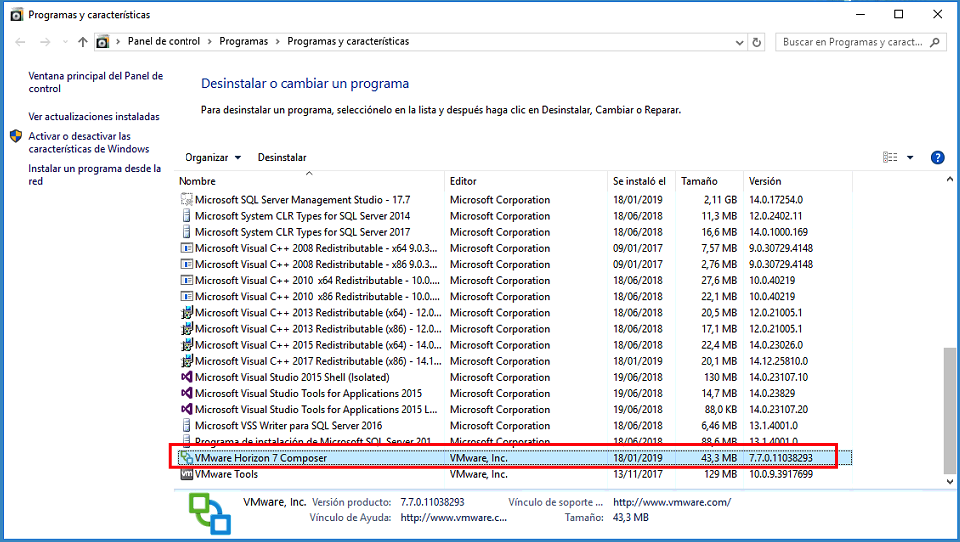 Programas y características
Panel de control > Programas > Programas y características
Buscar en Programas y caract...
Ventana principal del Panel de
control
Ver actualizaciones instaladas
Activar o desactivar las
características de Windows
Instalar un programa desde la
red
Desinstalar o cambiar un programa
Para desinstalar un programa, selecciónelo en la lista y después haga clic en Desinstalar, Cambiar o Reparar.
Organizar Desinstalar
Nombre Editor Se instaló el Tamaño Versión
Microsoft SQL Server Management Studio - 17.7 Microsoft Corporation 18/01/2019 2,11 GB 14.0.17254.0
Microsoft System CLR Types for SQL Server 2014 Microsoft Corporation 18/06/2018 11,3 MB 12.0.2402.11
Microsoft System CLR Types for SQL Server 2017 Microsoft Corporation 18/06/2018 16,6 MB 14.0.1000.169
Microsoft Visual C++ 2008 Redistributable - x64 9.0.3... Microsoft Corporation 09/01/2017 7,57 MB 9.0.30729.4148
Microsoft Visual C++ 2008 Redistributable - x86 9.0.3... Microsoft Corporation 09/01/2017 2,76 MB 9.0.30729.4148
Microsoft Visual C++ 2010 x64 Redistributable - 10.0.... Microsoft Corporation 18/06/2018 27,6 MB 10.0.40219
Microsoft Visual C++ 2010 x86 Redistributable - 10.0.... Microsoft Corporation 18/06/2018 22,1 MB 10.0.40219
Microsoft Visual C++ 2013 Redistributable (x64) - 12.0... Microsoft Corporation 18/06/2018 20,5 MB 12.0.21005.1
Microsoft Visual C++ 2013 Redistributable (x86) - 12.0... Microsoft Corporation 18/06/2018 17,1 MB 12.0.21005.1
Microsoft Visual C++ 2015 Redistributable (x64) - 14.0... Microsoft Corporation 18/06/2018 22,4 MB 14.0.23026.0
Microsoft Visual C++ 2017 Redistributable (x86) - 14.1... Microsoft Corporation 18/01/2019 20,1 MB 14.12.25810.0
Microsoft Visual Studio 2015 Shell (Isolated) Microsoft Corporation 19/06/2018 130 MB 14.0.23107.10
Microsoft Visual Studio Tools for Applications 2015 Microsoft Corporation 19/06/2018 14,7 MB 14.0.23829
Microsoft Visual Studio Tools for Applications 2015 L... Microsoft Corporation 19/06/2018 88,0 KB 14.0.23107.20
Microsoft VSS Writer para SQL Server 2016 Microsoft Corporation 18/06/2018 6,46 MB 13.1.4001.0
Programa de instalación de Microsoft SQL Server 201... Microsoft Corporation 18/06/2018 88,6 MB 13.1.4001.0
VMware Horizon 7 Composer VMware, Inc. 18/01/2019 43,3 MB 7.7.0.11038293
VMware Tools VMware, Inc. 13/11/2017 129 MB 10.0.9.3917699
VMware, Inc. Versión producto: 7.7.0.11038293 Vínculo de soporte ... http://www.vmware.com/
Vínculo de Ayuda: http://www.vmware.c... Tamaño: 43,3 MB